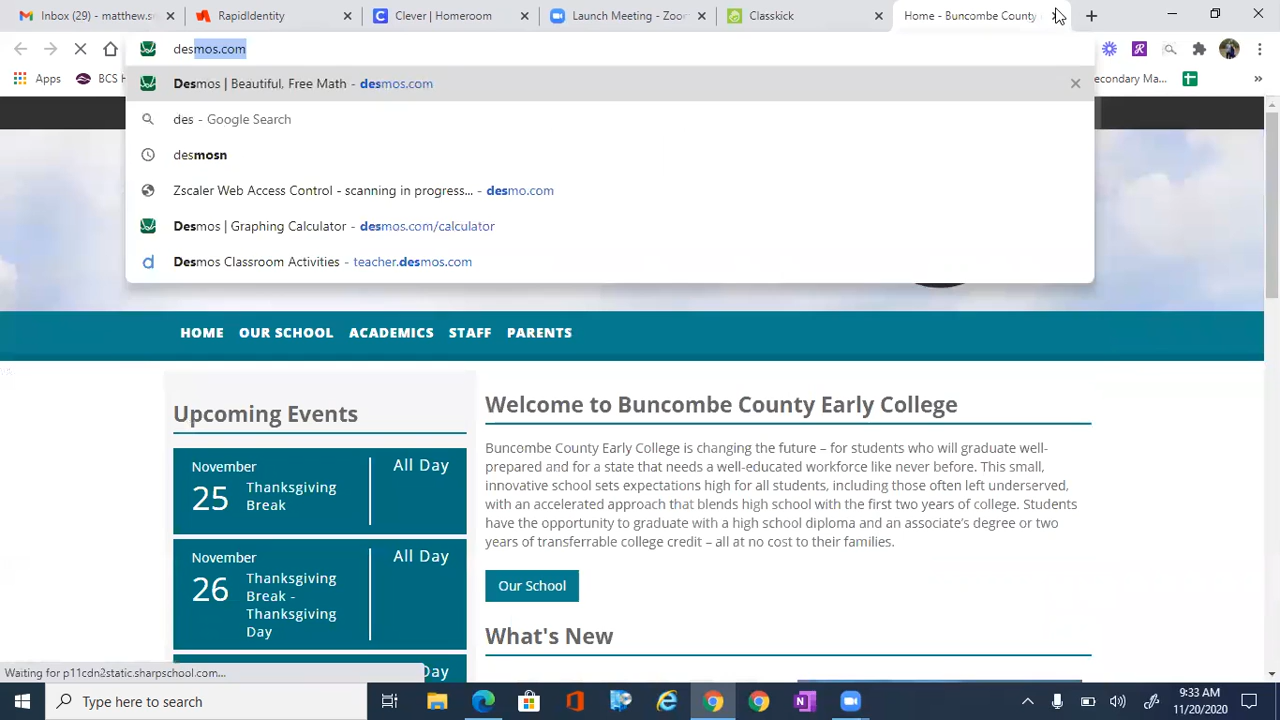 Inbox (29) - matthew.s
RapidIdentity
Clever | Homeroom
Launch Meeting - Zoo
Classkick
Home - Buncombe County
desmos.com
Apps
BCS H
econdary Ma...
Desmos | Beautiful, Free Math - desmos.com
des - Google Search
desmosn
Zscaler Web Access Control - scanning in progress... - desmo.com
Desmos | Graphing Calculator - desmos.com/calculator
Desmos Classroom Activities - teacher.desmos.com
HOME OUR SCHOOL ACADEMICS STAFF PARENTS
Upcoming Events
November
25
All Day
Thanksgiving
Break
November
26
All Day
Thanksgiving
Break -
Thanksgiving
Day
Day
Welcome to Buncombe County Early College
Buncombe County Early College is changing the future – for students who will graduate well-
prepared and for a state that needs a well-educated workforce like never before. This small,
innovative school sets expectations high for all students, including those often left underserved,
with an accelerated approach that blends high school with the first two years of college. Students
have the opportunity to graduate with a high school diploma and an associate's degree or two
years of transferrable college credit – all at no cost to their families.
Our School
What's New
Waiting for p11cdn2static.sharpschool.com...
Type here to search
9:33 AM
11/20/2020